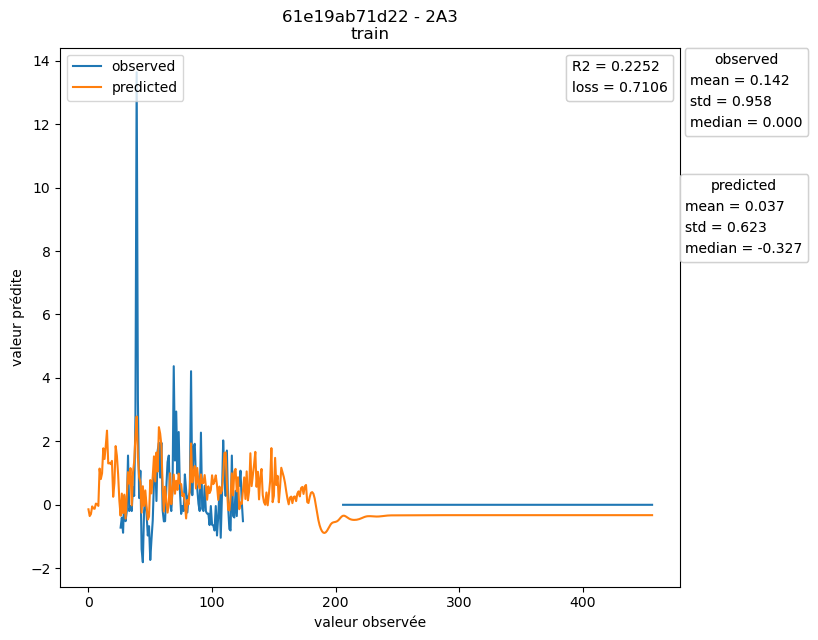 61e19ab71d22 - 2A3
train
observed
predicted
R2 = 0.2252
loss = 0.7106
observed
mean = 0.142
std = 0.958
median = 0.000
predicted
mean = 0.037
std = 0.623
median = -0.327
valeur prédite
14
12
10
8
6
4
2
0
−2
0
100
200
300
400
valeur observée